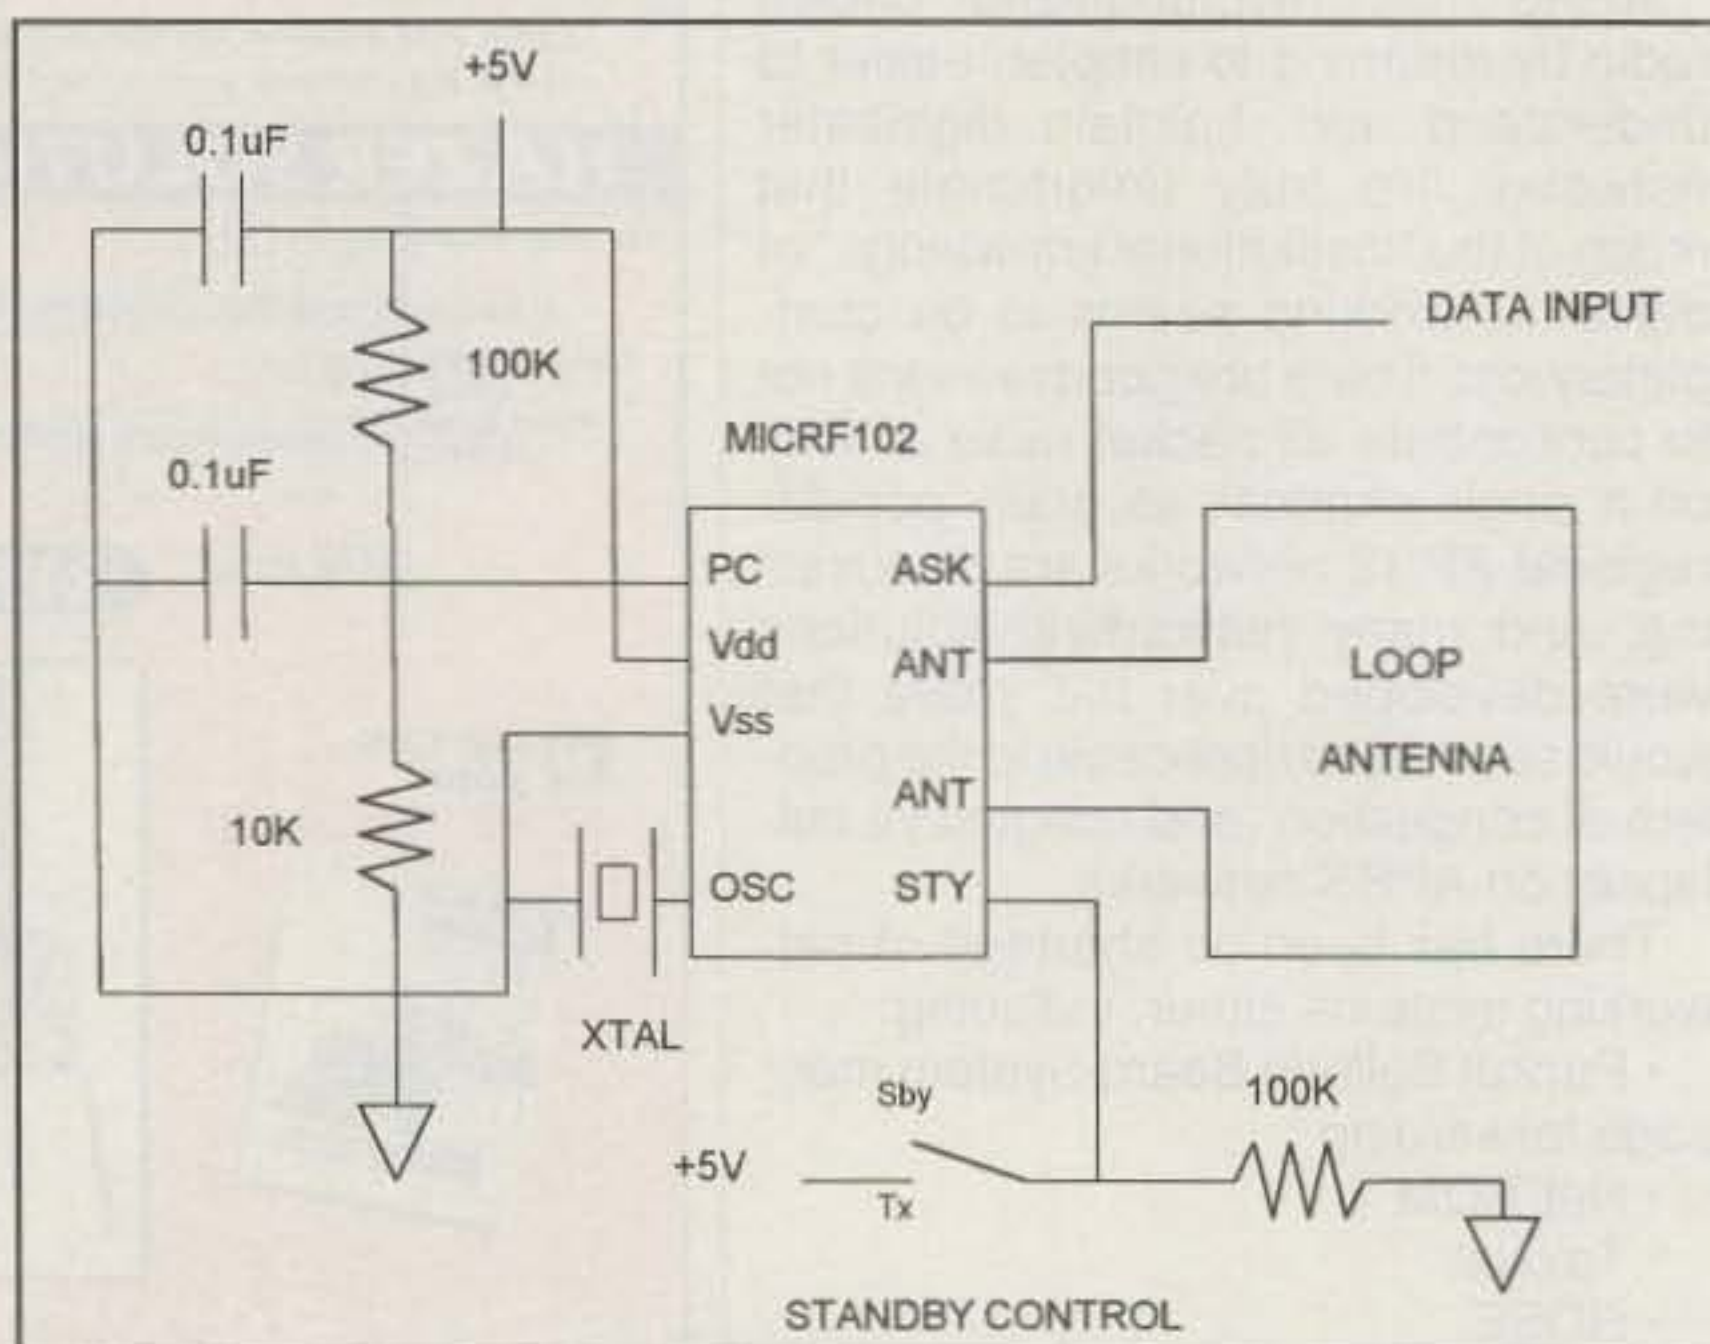 +5V
0.1uF
DATA INPUT
100K
MICRF102
0.1uF
PC
ASK
Vdd
ANT
LOOP
Vss
ANTENNA
ANT
10K
OSC
STY
XTAL
Sby
100K
+5V
Tx
STANDBY CONTROL